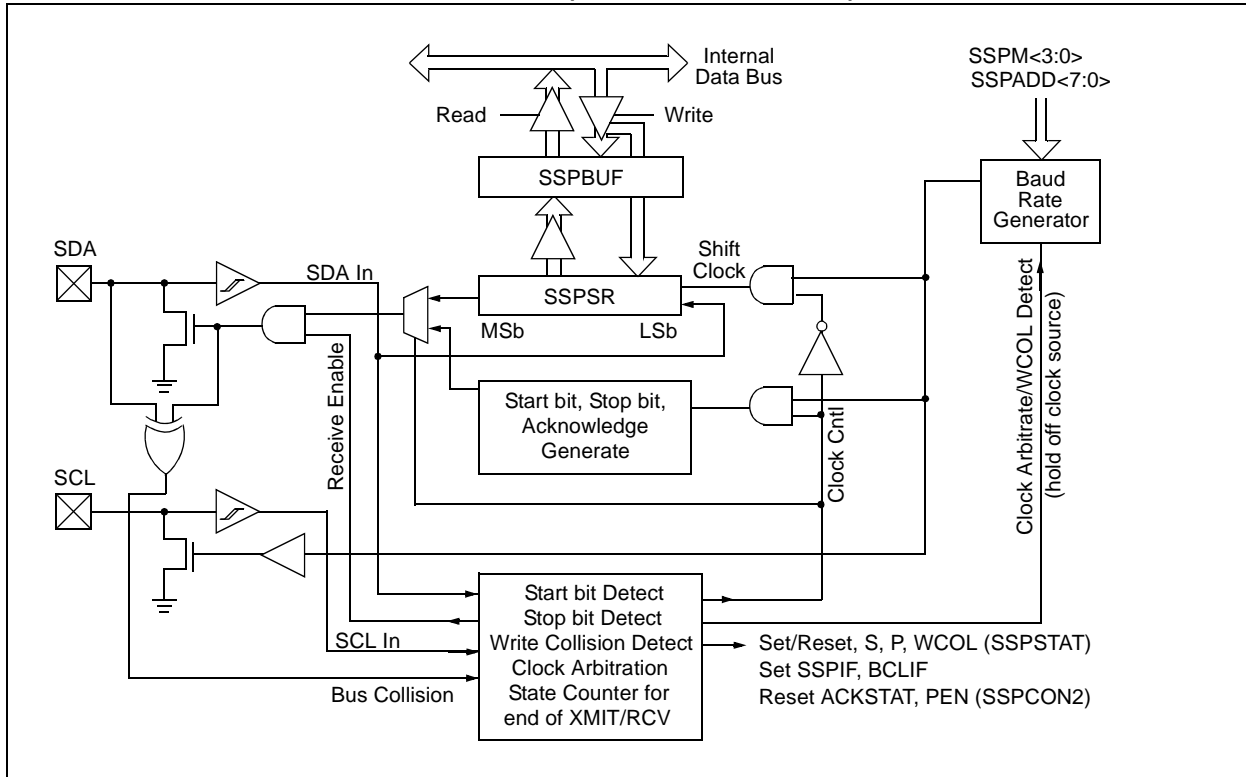 Internal
Data Bus
SSPM<3:0>
SSPADD<7:0>
Read
Write
SSPBUF
Baud
Rate
Generator
SDA
SDA In
Shift
Clock
SSPSR
MSb
LSb
Receive Enable
Start bit, Stop bit,
Acknowledge
Generate
Clock Cntl
Clock Arbitrate/WCOL Detect
(hold off clock source)
SCL
SCL In
Bus Collision
Start bit Detect
Stop bit Detect
Write Collision Detect
Clock Arbitration
State Counter for
end of XMIT/RCV
Set/Reset, S, P, WCOL (SSPSTAT)
Set SSPIF, BCLIF
Reset ACKSTAT, PEN (SSPCON2)